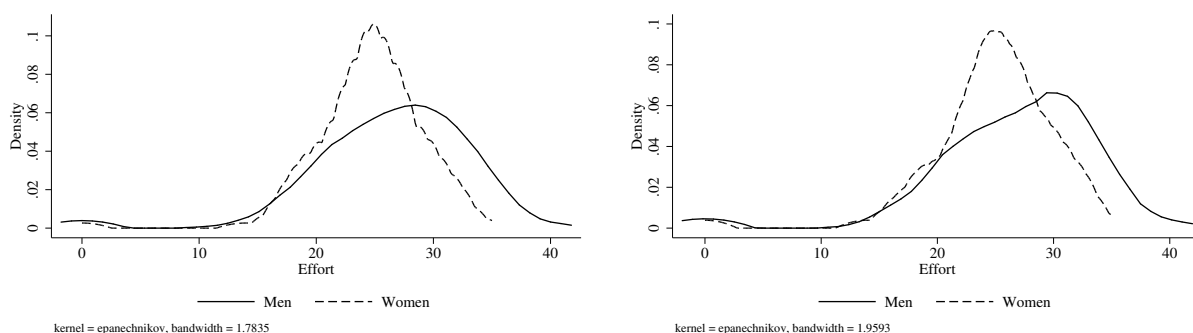 Density
0 .02 .04 .06 .08 .1
0 10 20 30 40
Effort
Men Women
kernel = epanechnikov, bandwidth = 1.7835
Density
0 .02 .04 .06 .08 .1
0 10 20 30 40
Effort
Men Women
kernel = epanechnikov, bandwidth = 1.9593